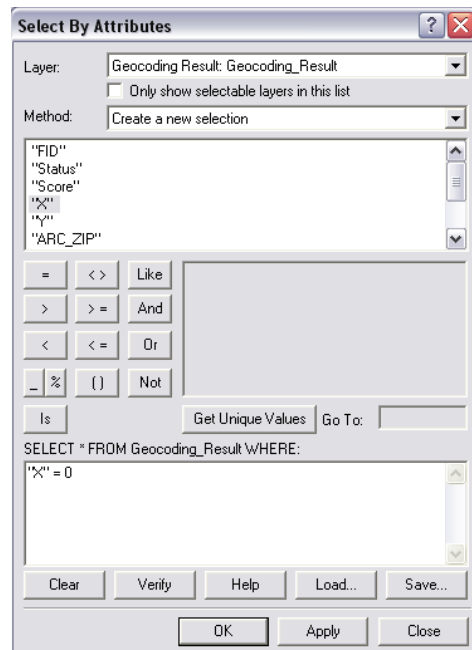 Select By Attributes ?
Layer: Geocoding Result: Geocoding_Result
Only show selectable layers in this list
Method: Create a new selection
"FID"
"Status"
"Score"
"X"
"Y"
"ARC_ZIP"
= < > Like
> > = And
< < = Or
_ % ( ) Not
Is Get Unique Values Go To:
SELECT * FROM Geocoding_Result WHERE:
"X" = 0
Clear Verify Help Load... Save...
OK Apply Close